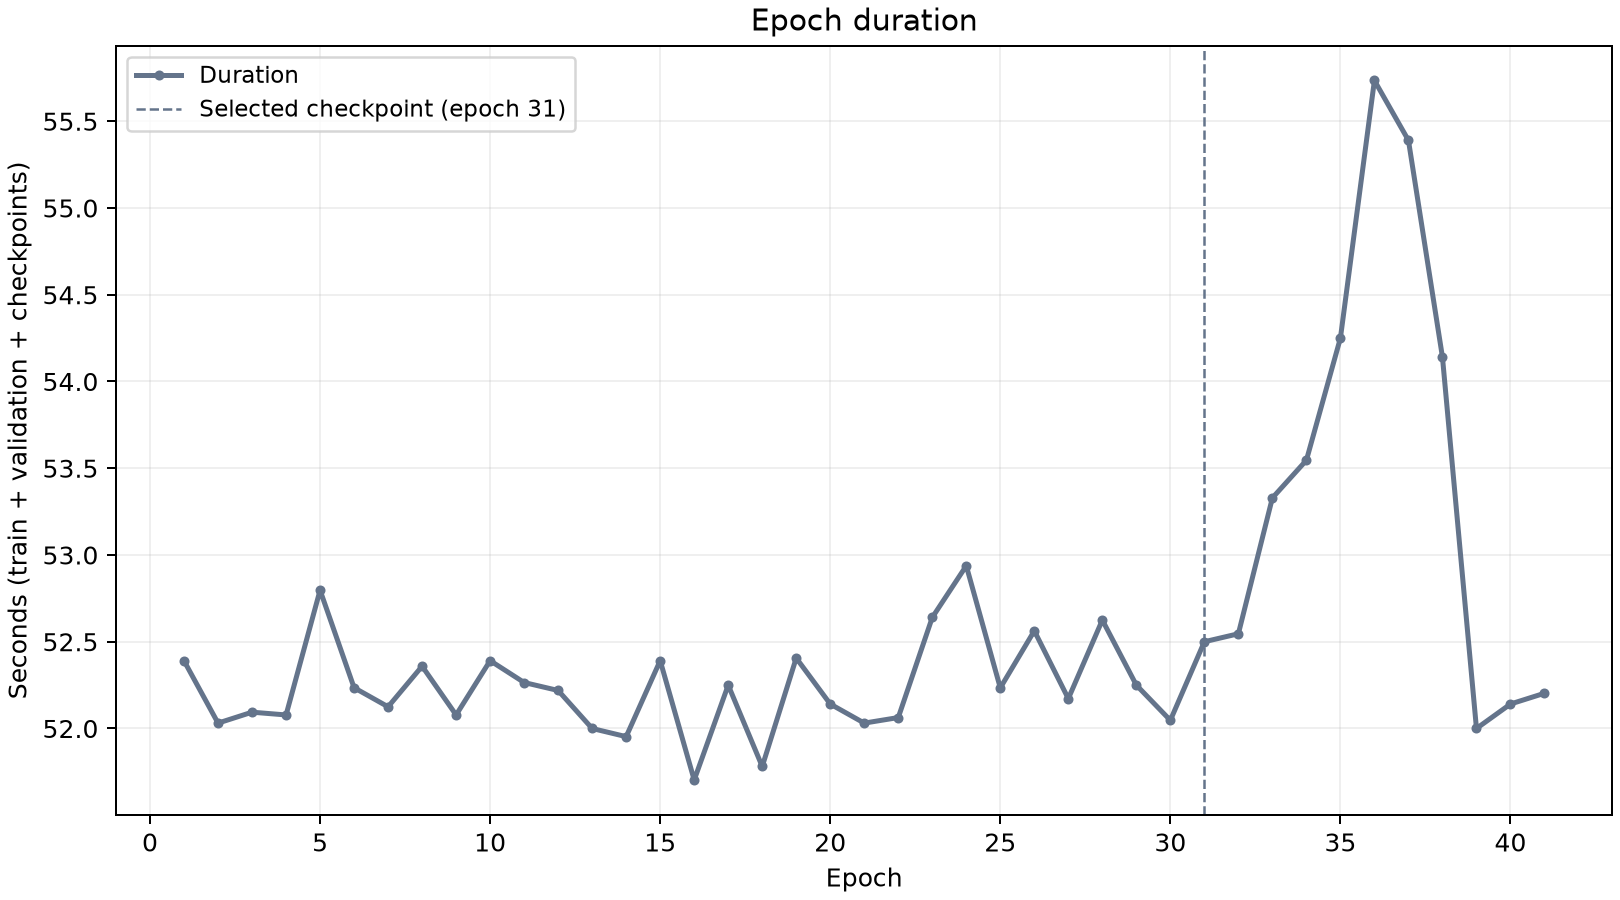 Epoch duration
Duration
Selected checkpoint (epoch 31)
Seconds (train + validation + checkpoints)
55.5
55.0
54.5
54.0
53.5
53.0
52.5
52.0
0 5 10 15 20 25 30 35 40
Epoch